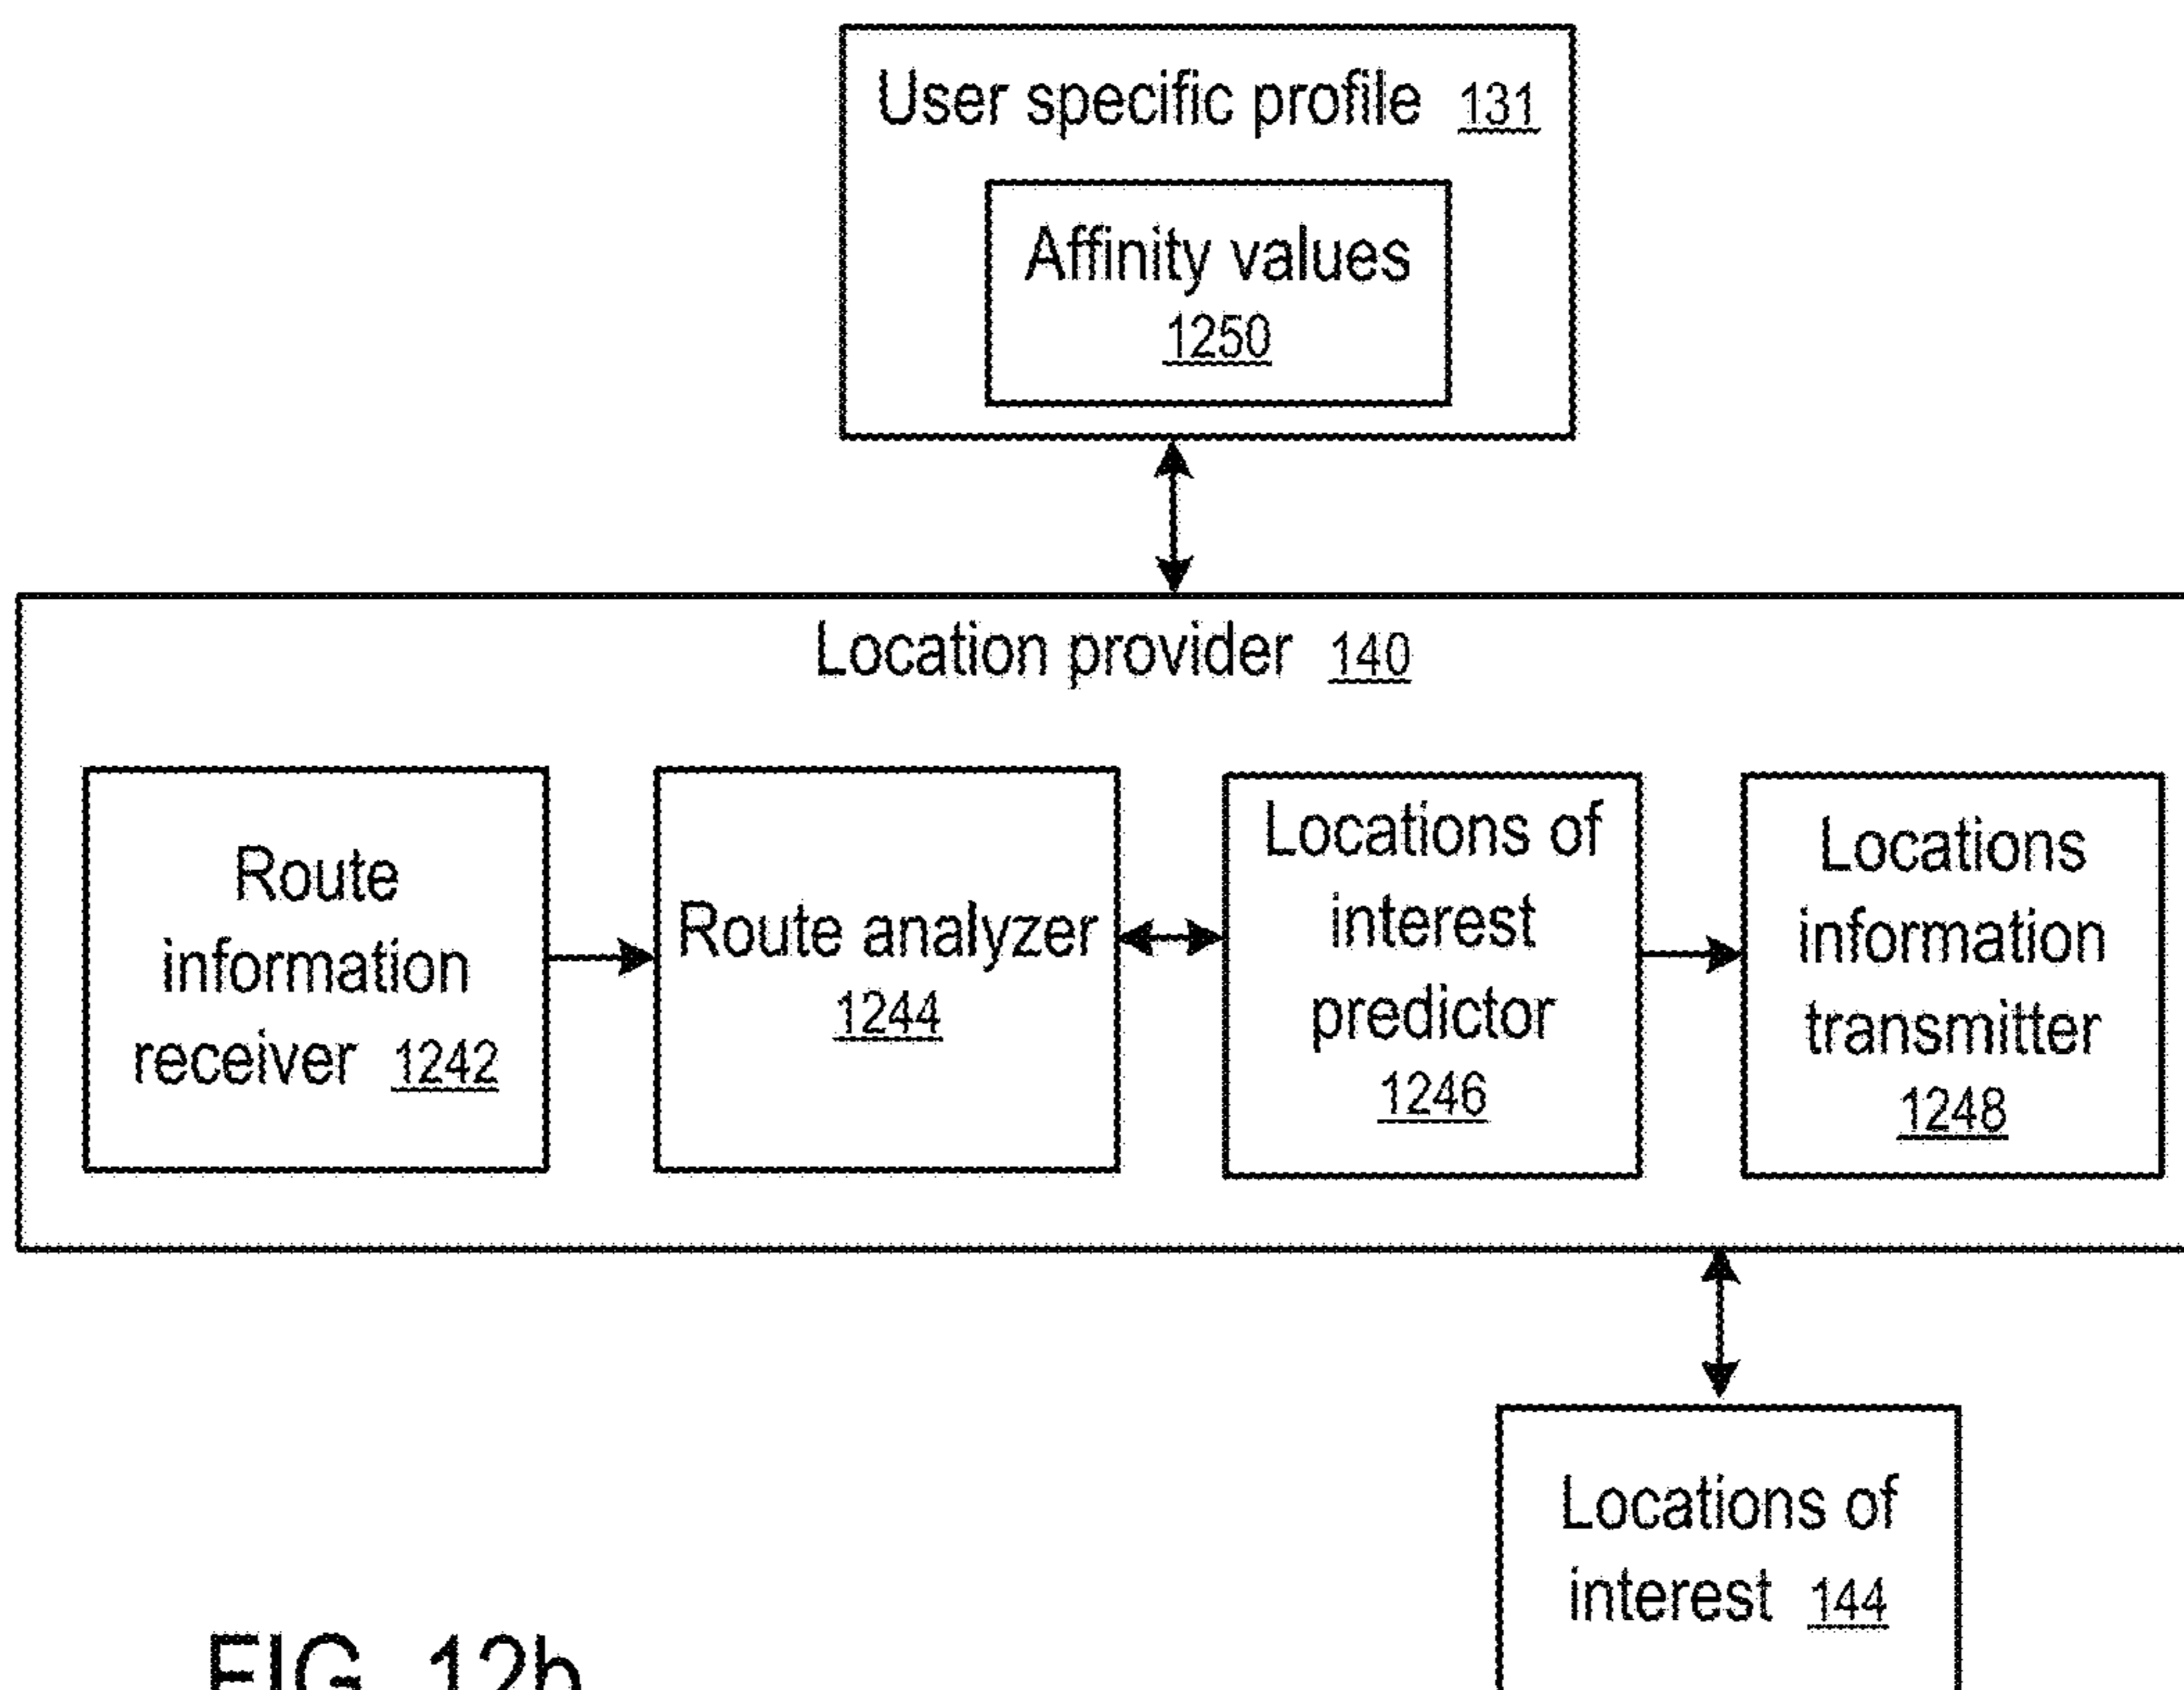 User specific profile 131
Affinity values
1250
Location provider 140
Route
information
receiver 1242
Route analyzer
1244
Locations of
interest
predictor
1246
Locations
information
transmitter
1248
Locations of
interest 144
FIG. 12b